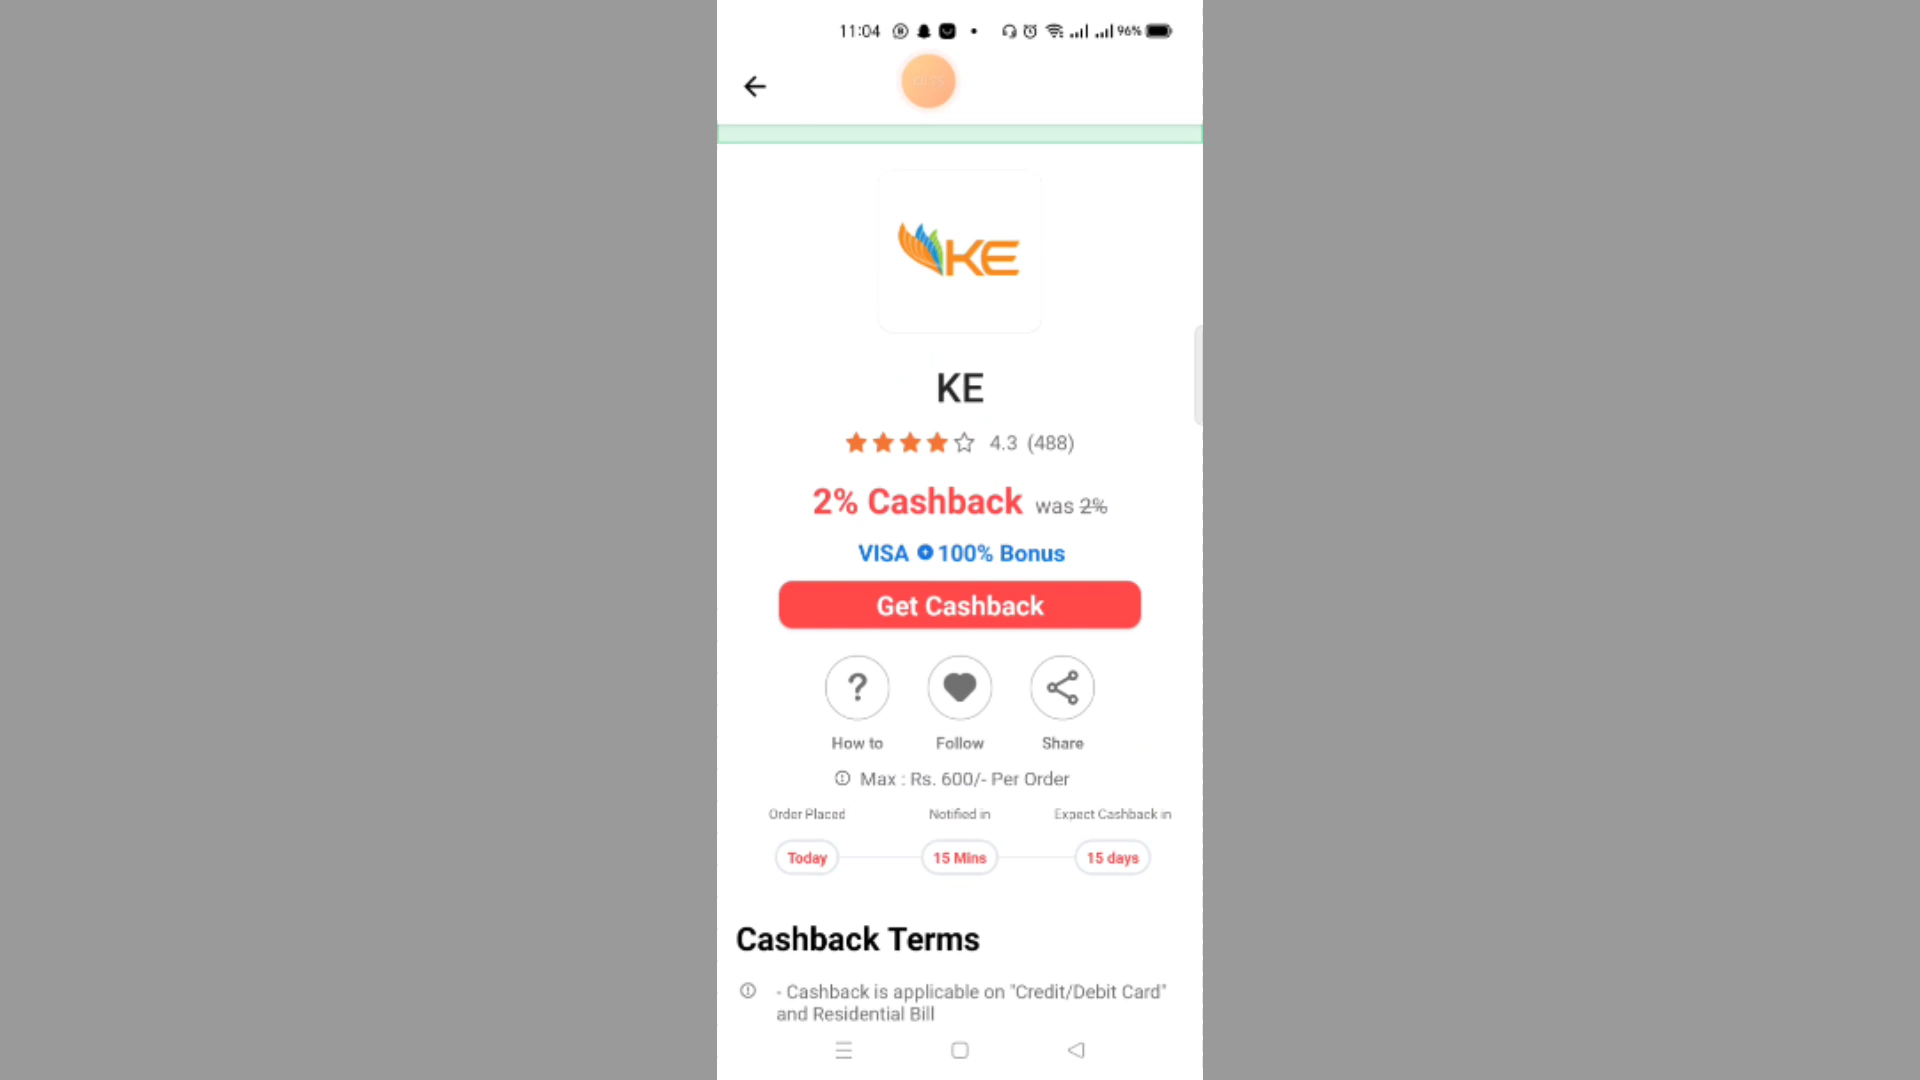 11:04
96%
KE
KE
4.3 (488)
2% Cashback was 2%
VISA 100% Bonus
Get Cashback
?
How to Follow Share
Max : Rs. 600/- Per Order
Order Placed Notified in Expect Cashback in
Today 15 Mins 15 days
Cashback Terms
- Cashback is applicable on "Credit/Debit Card"
and Residential Bill